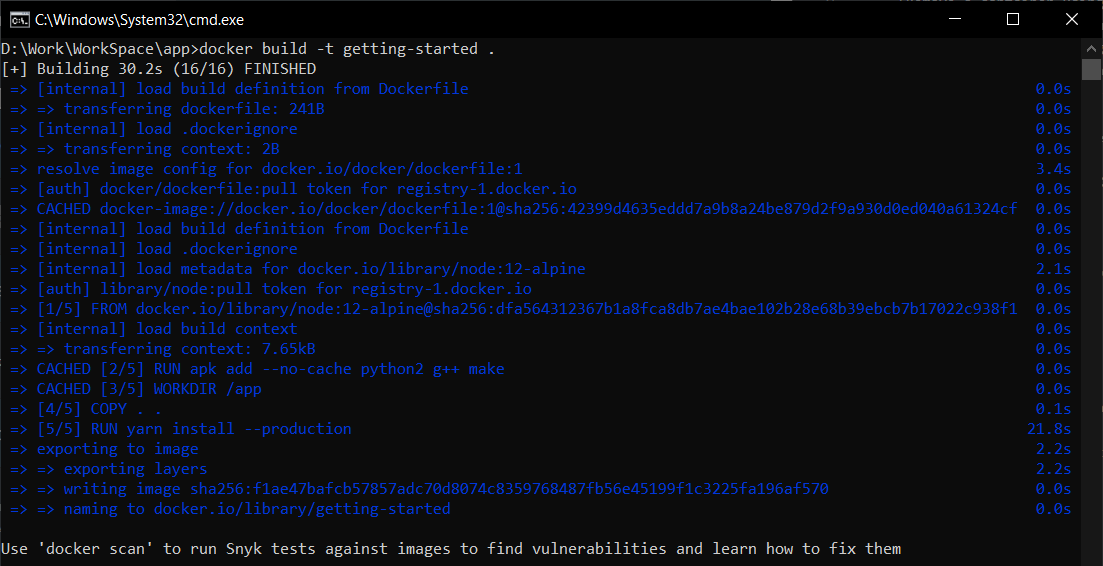 C:\Windows\System32\cmd.exe
D:\Work\WorkSpace\app>docker build -t getting-started .
[+] Building 30.2s (16/16) FINISHED
=> [internal] load build definition from Dockerfile 0.0s
=> => transferring dockerfile: 241B 0.0s
=> [internal] load .dockerignore 0.0s
=> => transferring context: 2B 0.0s
=> resolve image config for docker.io/docker/dockerfile:1 3.4s
=> [auth] docker/dockerfile:pull token for registry-1.docker.io 0.0s
=> CACHED docker-image://docker.io/docker/dockerfile:1@sha256:42399d4635eddd7a9b8a24be879d2f9a930d0ed040a61324cf 0.0s
=> [internal] load build definition from Dockerfile 0.0s
=> [internal] load .dockerignore 0.0s
=> [internal] load metadata for docker.io/library/node:12-alpine 2.1s
=> [auth] library/node:pull token for registry-1.docker.io 0.0s
=> [1/5] FROM docker.io/library/node:12-alpine@sha256:dfa564312367b1a8fca8db7ae4bae102b28e68b39ebcb7b17022c938f1 0.0s
=> [internal] load build context 0.0s
=> => transferring context: 7.65kB 0.0s
=> CACHED [2/5] RUN apk add --no-cache python2 g++ make 0.0s
=> CACHED [3/5] WORKDIR /app 0.0s
=> [4/5] COPY . . 0.1s
=> [5/5] RUN yarn install --production 21.8s
=> exporting to image 2.2s
=> => exporting layers 2.2s
=> => writing image sha256:f1ae47bafcb57857adc70d8074c8359768487fb56e45199f1c3225fa196af570 0.0s
=> => naming to docker.io/library/getting-started 0.0s
Use 'docker scan' to run Snyk tests against images to find vulnerabilities and learn how to fix them